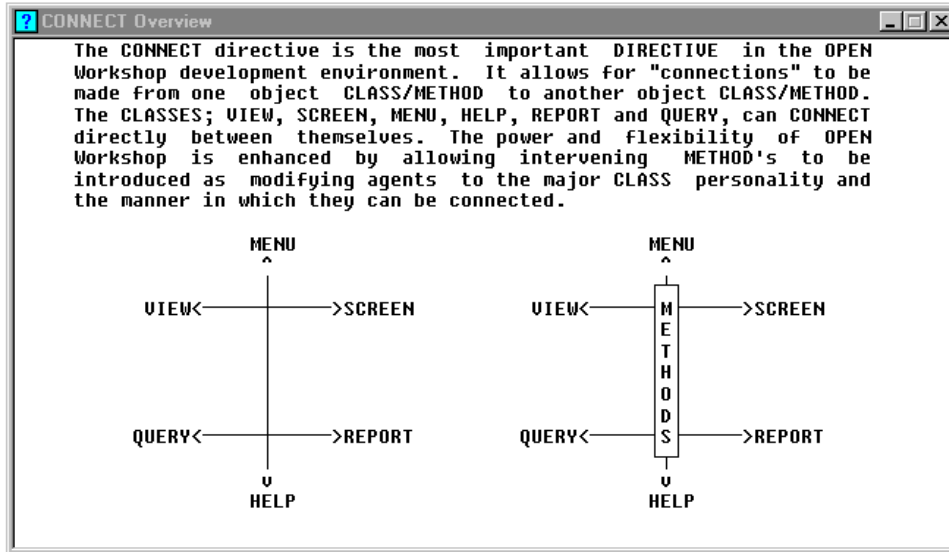 ? CONNECT Overview
The CONNECT directive is the most important DIRECTIVE in the OPEN
Workshop development environment. It allows for "connections" to be
made from one object CLASS/METHOD to another object CLASS/METHOD.
The CLASSES; VIEW, SCREEN, MENU, HELP, REPORT and QUERY, can CONNECT
directly between themselves. The power and flexibility of OPEN
Workshop is enhanced by allowing intervening METHOD's to be
introduced as modifying agents to the major CLASS personality and
the manner in which they can be connected.
MENU MENU
VIEW< >SCREEN VIEW< M >SCREEN
E
T
H
O
D
QUERY< >REPORT QUERY< S >REPORT
HELP HELP